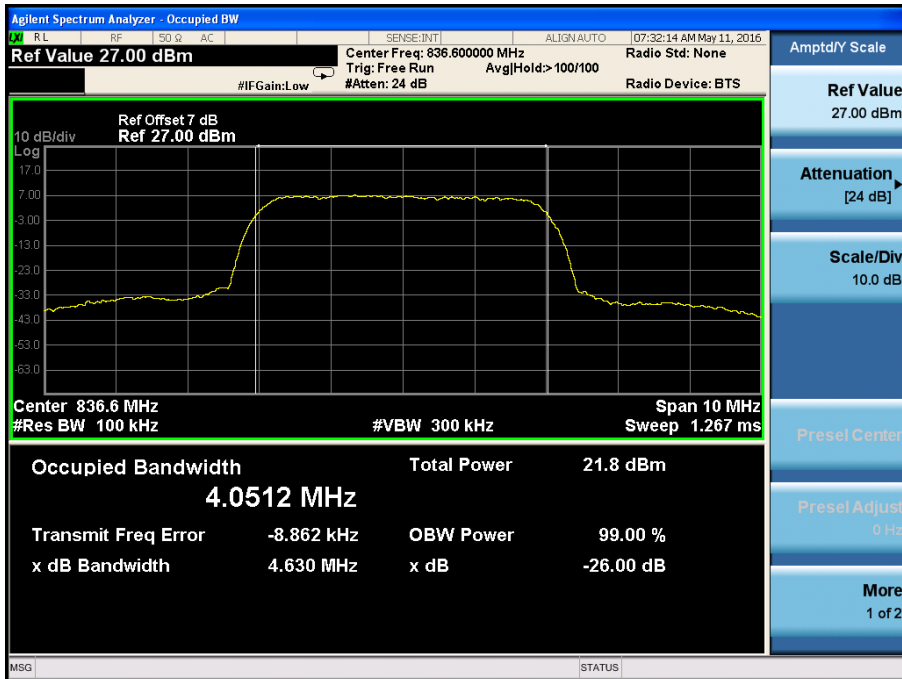 Agilent Spectrum Analyzer - Occupied BW
LXI RL RF 50 Ω AC SENSE:INT ALIGNAUTO 07:32:14 AM May 11, 2016
Ref Value 27.00 dBm
Center Freq: 836.600000 MHz Radio Std: None
Trig: Free Run Avg|Hold:>100/100
#IFGain:Low #Atten: 24 dB Radio Device: BTS
Ref Offset 7 dB
10 dB/div Ref 27.00 dBm
Log
17.0
7.00
-3.00
-13.0
-23.0
-33.0
-43.0
-53.0
-63.0
Center 836.6 MHz Span 10 MHz
#Res BW 100 kHz #VBW 300 kHz Sweep 1.267 ms
Occupied Bandwidth Total Power 21.8 dBm
4.0512 MHz
Transmit Freq Error -8.862 kHz OBW Power 99.00 %
x dB Bandwidth 4.630 MHz x dB -26.00 dB
MSG STATUS
Amptd/Y Scale
Ref Value
27.00 dBm
Attenuation
[24 dB]
Scale/Div
10.0 dB
Presel Center
Presel Adjust
0 Hz
More
1 of 2